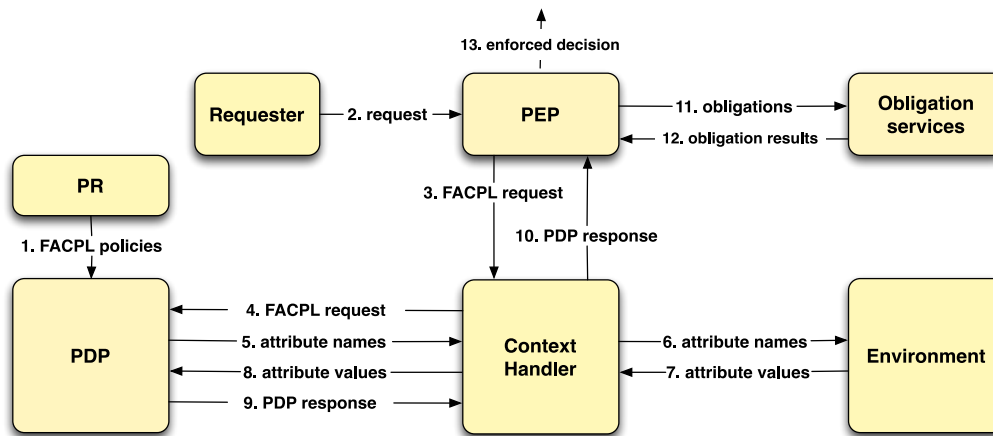 13. enforced decision
Requester
2. request
PEP
11. obligations
12. obligation results
Obligation
services
PR
3. FACPL request
10. PDP response
1. FACPL policies
PDP
4. FACPL request
5. attribute names
8. attribute values
9. PDP response
Context
Handler
6. attribute names
7. attribute values
Environment